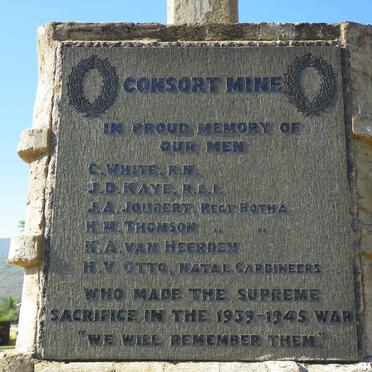 CONSORT MINE
IN PROUD MEMORY OF
OUR MEN
C. WHITE, R.N.
J.D. KAYE, R.L.I.
J.A. JOUBERT, REGT BOTHA
H.M. THOMSON " "
K.A. VAN HEERDEN
H.V. OTTO, NATAL CARBINEERS
WHO MADE THE SUPREME
SACRIFICE IN THE 1939-1945 WAR
"WE WILL REMEMBER THEM."